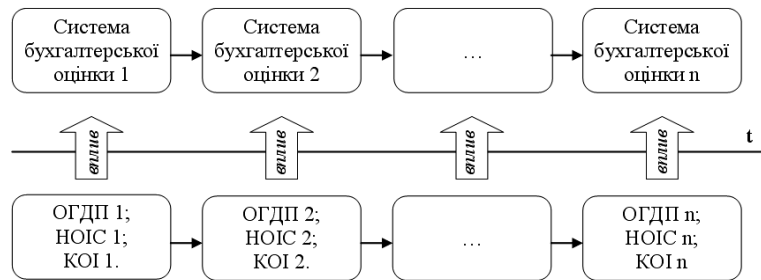 Система
бухгалтерської
оцінки 1
Система
бухгалтерської
оцінки 2
…
Система
бухгалтерської
оцінки n
вплив
вплив
вплив
вплив
t
ОГДП 1;
НОІС 1;
КОІ 1.
ОГДП 2;
НОІС 2;
КОІ 2.
…
ОГДП n;
НОІС n;
КОІ n